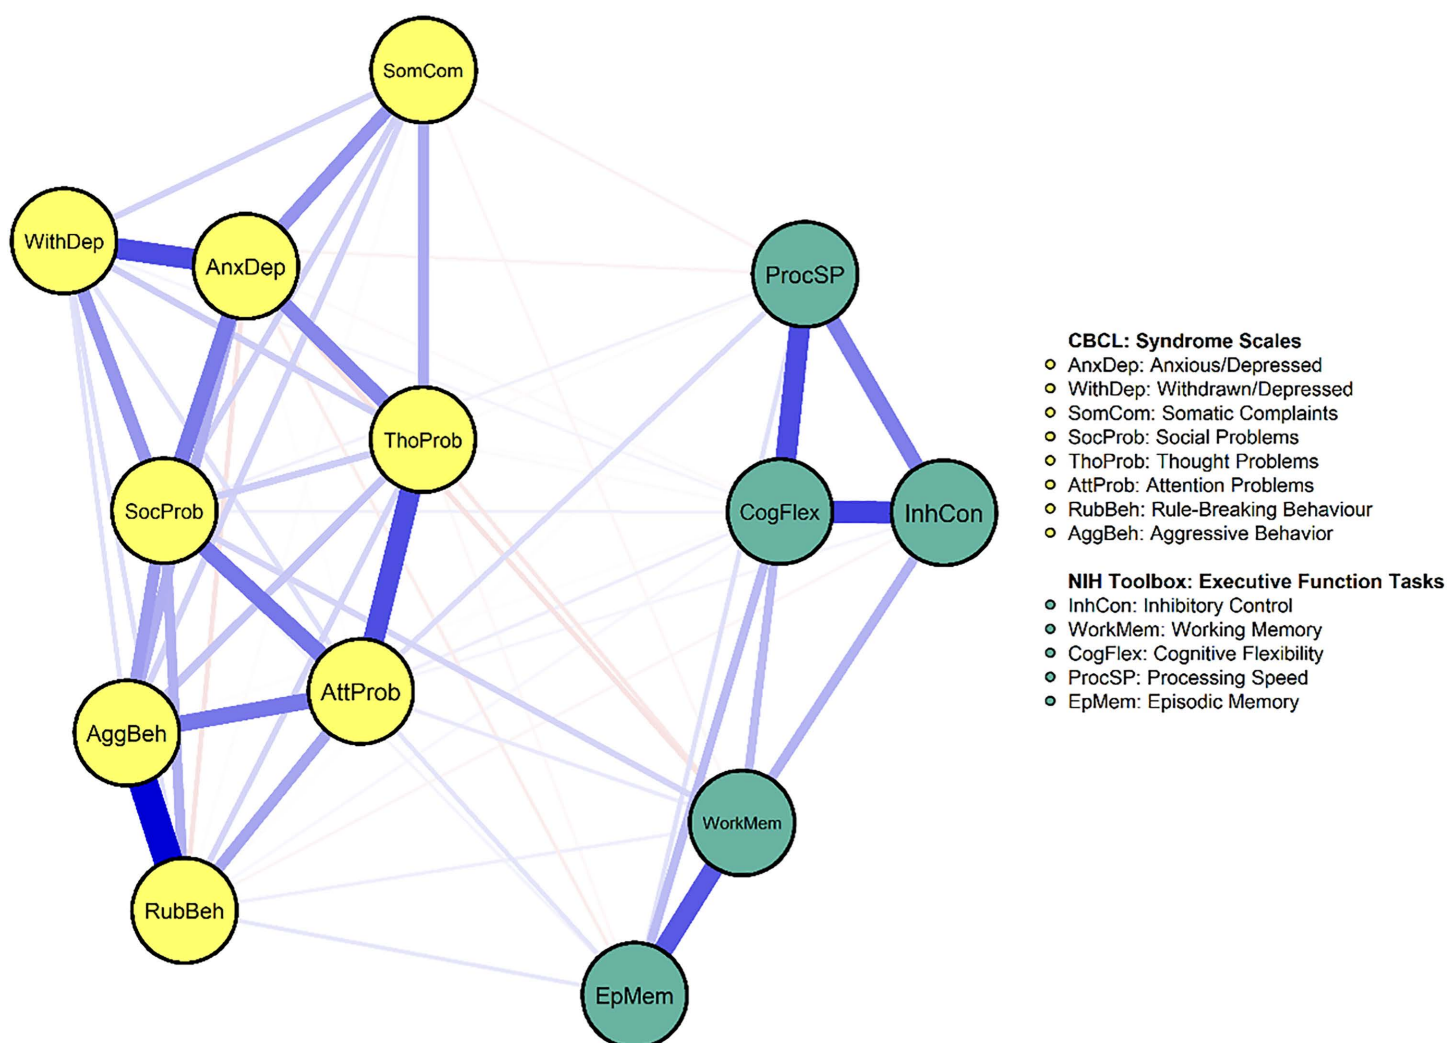 SomCom
WithDep
AnxDep
ProcSP
ThoProb
SocProb
CogFlex
InhCon
AttProb
AggBeh
WorkMem
RubBeh
EpMem
CBCL: Syndrome Scales
AnxDep: Anxious/Depressed
WithDep: Withdrawn/Depressed
SomCom: Somatic Complaints
SocProb: Social Problems
ThoProb: Thought Problems
AttProb: Attention Problems
RubBeh: Rule-Breaking Behaviour
AggBeh: Aggressive Behavior
NIH Toolbox: Executive Function Tasks
InhCon: Inhibitory Control
WorkMem: Working Memory
CogFlex: Cognitive Flexibility
ProcSP: Processing Speed
EpMem: Episodic Memory